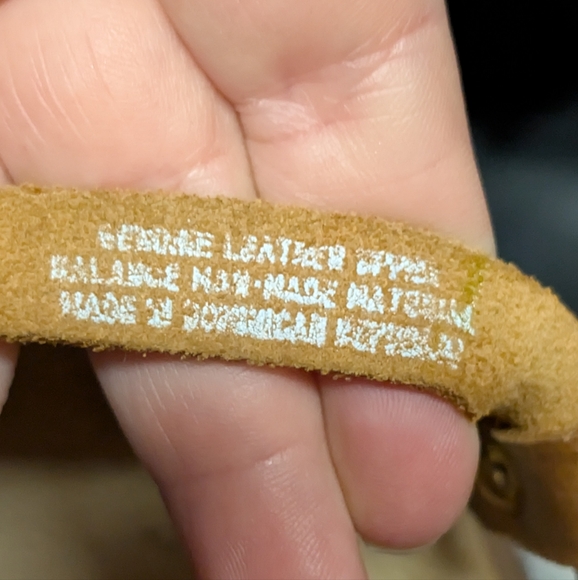 GENUINE LEATHER UPPER
BALANCE MAN-MADE MATERIAL
MADE IN DOMINICAN REPUBLIC